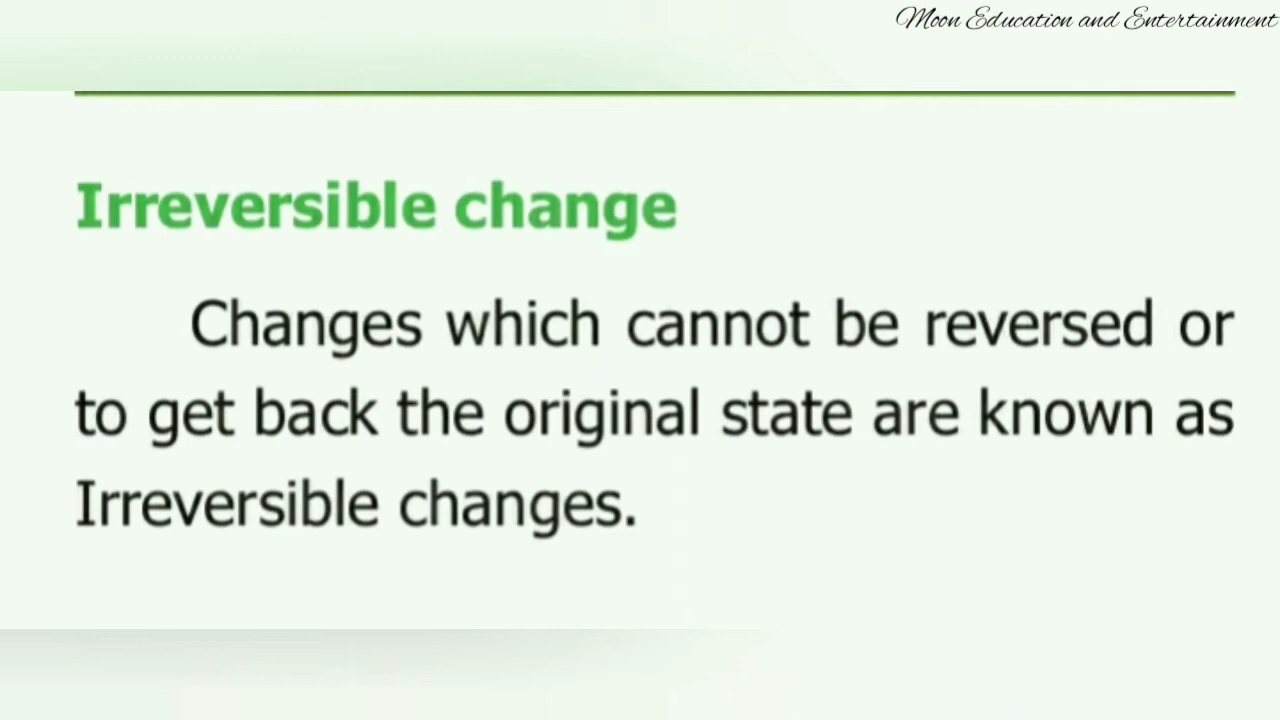 Moon Education and Entertainment
Irreversible change
Changes which cannot be reversed or
to get back the original state are known as
Irreversible changes.